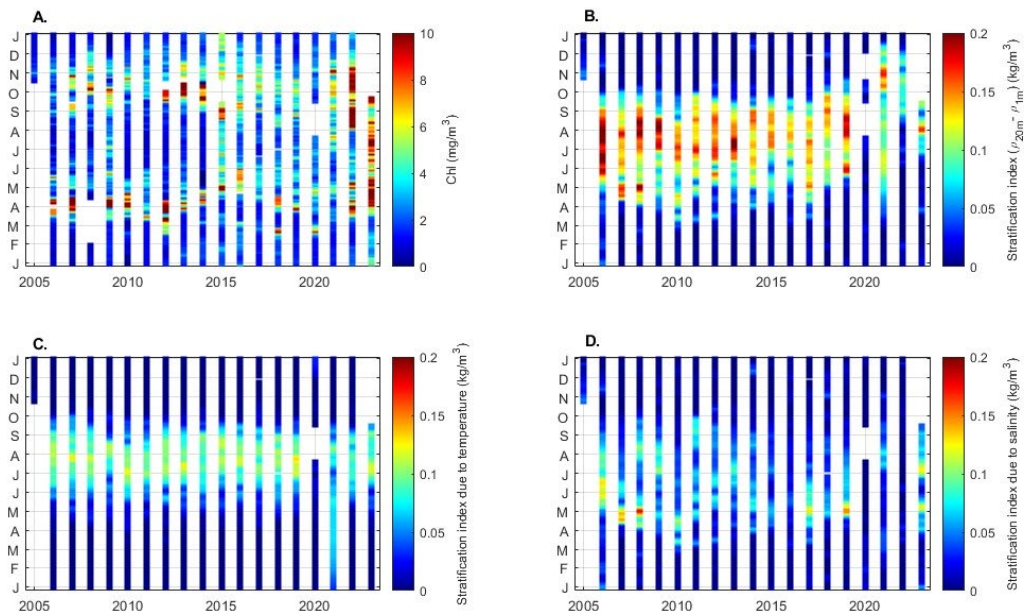 A.
J
D
N
O
S
A
J
J
M
A
M
F
J
2005
2010
2015
2020
10
8
6
4
2
0
Chl (mg/m³)
B.
J
D
N
O
S
A
J
J
M
A
M
F
J
2005
2010
2015
2020
0.2
0.15
0.1
0.05
0
Stratification index (ρ20m- ρ1m) (kg/m³)
C.
J
D
N
O
S
A
J
J
M
A
M
F
J
2005
2010
2015
2020
0.2
0.15
0.1
0.05
0
Stratification index due to temperature (kg/m³)
D.
J
D
N
O
S
A
J
J
M
A
M
F
J
2005
2010
2015
2020
0.2
0.15
0.1
0.05
0
Stratification index due to salinity (kg/m³)